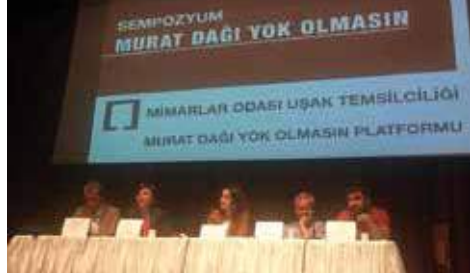 SEMPOZYUM
MURAT DAĞI YOK OLMASIN
MİMARLAR ODASI UŞAK TEMSİLCİLİĞİ
MURAT DAĞI YOK OLMASIN PLATFORMU